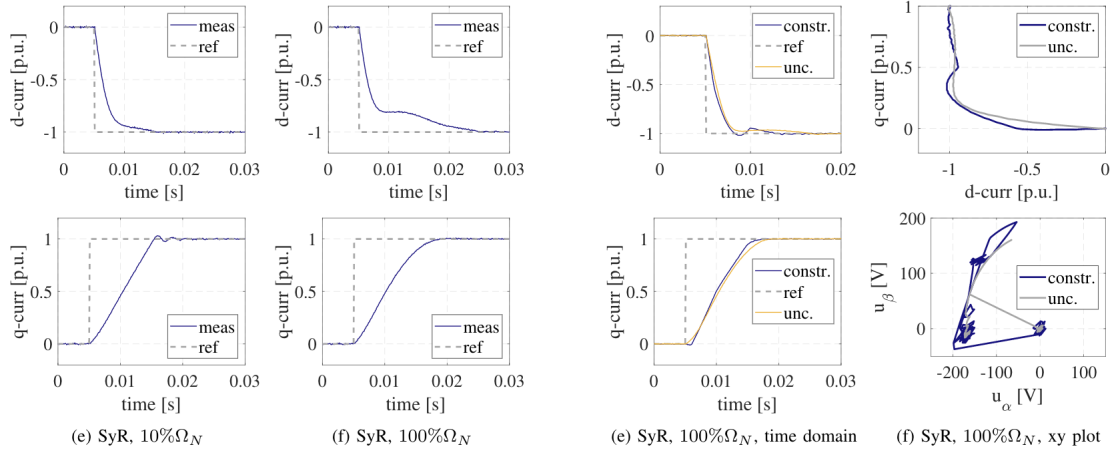 0
-0.5
-1
d-curr [p.u.]
meas
ref
0
0.01
0.02
0.03
time [s]
0
-0.5
-1
d-curr [p.u.]
meas
ref
0
0.01
0.02
0.03
time [s]
0
-0.5
-1
d-curr [p.u.]
constr.
ref
unc.
0
0.01
0.02
time [s]
1
0.5
0
q-curr [p.u.]
constr.
unc.
-1
-0.5
0
d-curr [p.u.]
1
0.5
0
q-curr [p.u.]
meas
ref
0
0.01
0.02
0.03
time [s]
1
0.5
0
q-curr [p.u.]
meas
ref
0
0.01
0.02
0.03
time [s]
1
0.5
0
q-curr [p.u.]
constr.
ref
unc.
0
0.01
0.02
0.03
time [s]
200
100
0
u_β [V]
constr.
unc.
-200
-100
0
100
u_α [V]
(e) SyR, 10%Ω_N
(f) SyR, 100%Ω_N
(e) SyR, 100%Ω_N, time domain
(f) SyR, 100%Ω_N, xy plot